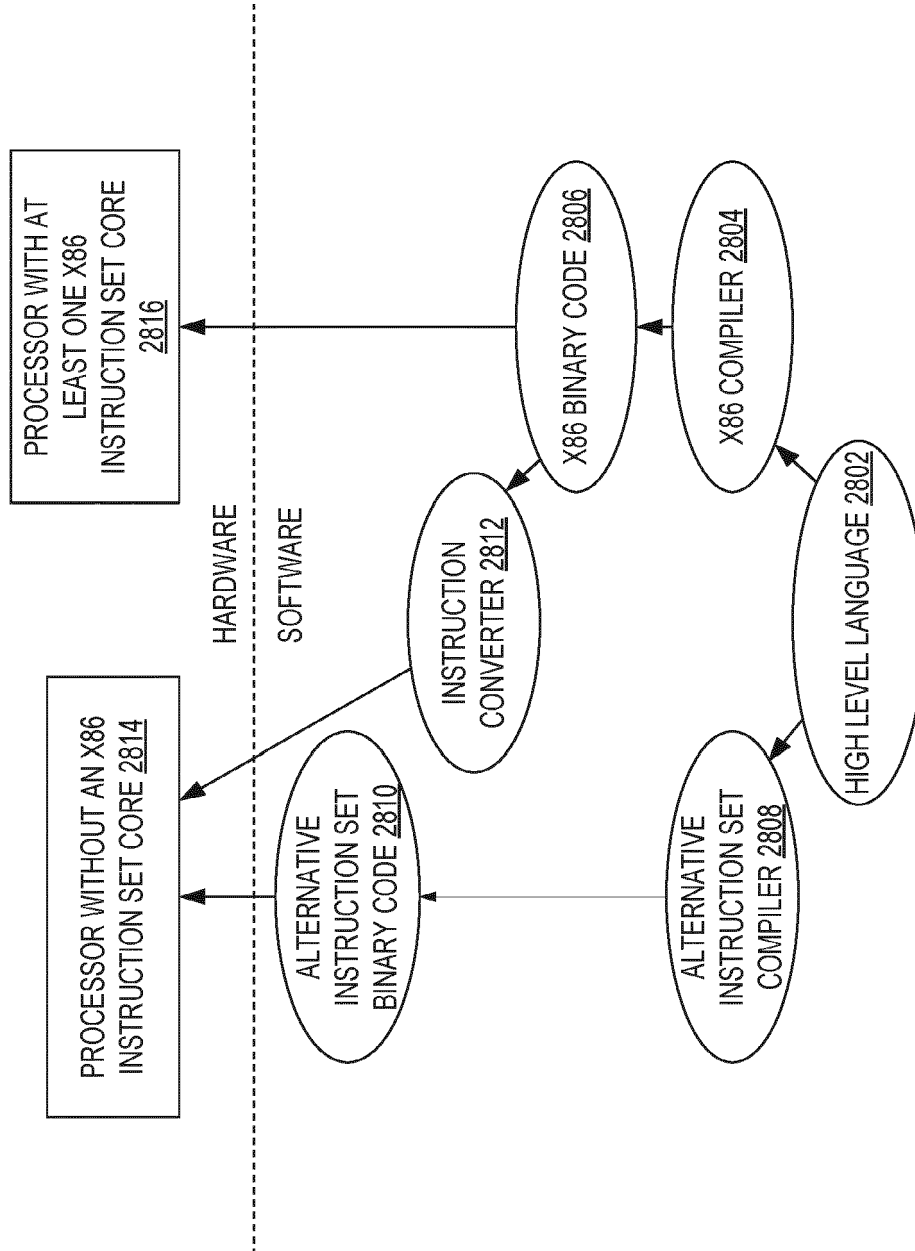 PROCESSOR WITHOUT AN X86
INSTRUCTION SET CORE 2814
PROCESSOR WITH AT
LEAST ONE X86
INSTRUCTION SET CORE
2816
HARDWARE
SOFTWARE
ALTERNATIVE
INSTRUCTION SET
BINARY CODE 2810
INSTRUCTION
CONVERTER 2812
X86 BINARY CODE 2806
ALTERNATIVE
INSTRUCTION SET
COMPILER 2808
X86 COMPILER 2804
HIGH LEVEL LANGUAGE 2802